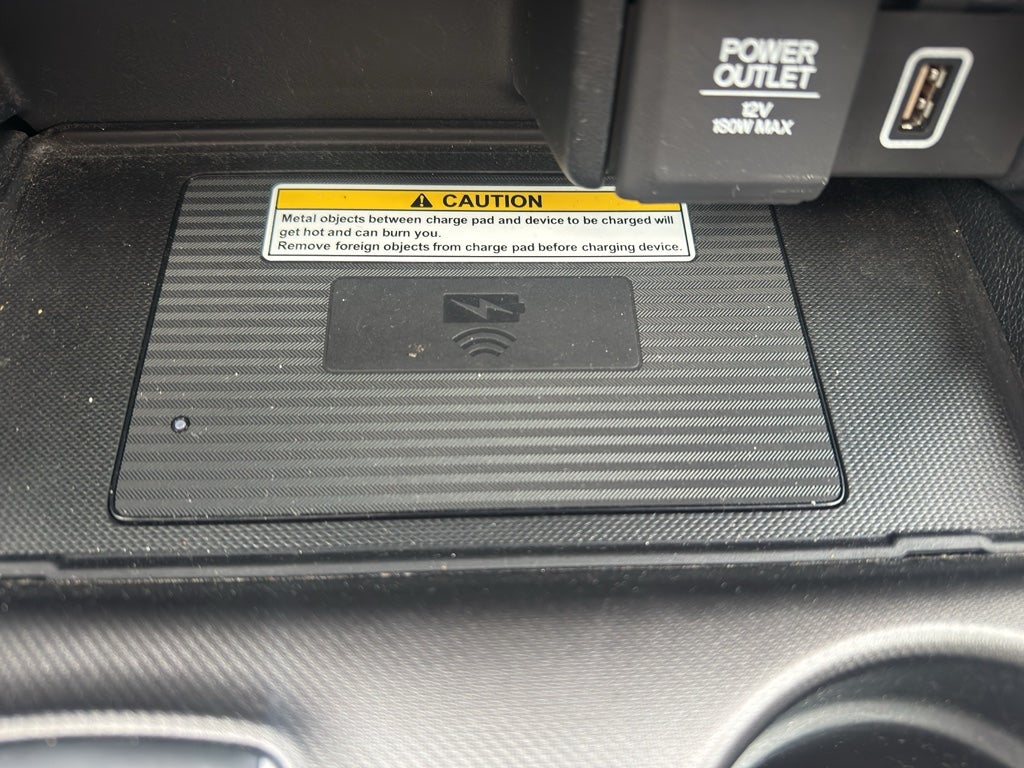 POWER
OUTLET
12V
180W MAX
CAUTION
Metal objects between charge pad and device to be charged will
get hot and can burn you.
Remove foreign objects from charge pad before charging device.